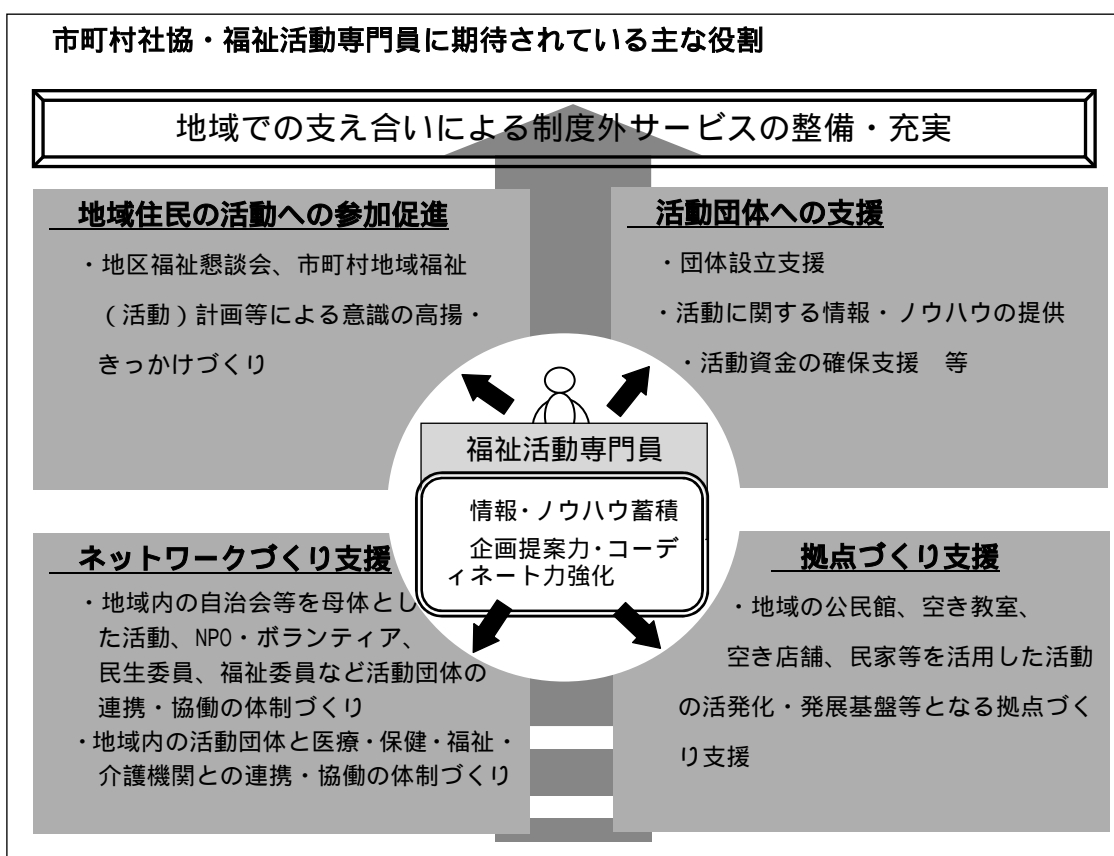 市町村社協・福祉活動専門員に期待されている主な役割
地域での支え合いによる制度外サービスの整備・充実
地域住民の活動への参加促進
・地区福祉懇談会、市町村地域福祉
（活動）計画等による意識の高揚・
きっかけづくり
活動団体への支援
・団体設立支援
・活動に関する情報・ノウハウの提供
・活動資金の確保支援　等
福祉活動専門員
情報・ノウハウ蓄積
企画提案力・コーデ
ィネート力強化
ネットワークづくり支援
・地域内の自治会等を母体とし
た活動、NPO・ボランティア、
民生委員、福祉委員など活動団体の
連携・協働の体制づくり
・地域内の活動団体と医療・保健・福祉・
介護機関との連携・協働の体制づくり
拠点づくり支援
・地域の公民館、空き教室、
空き店舗、民家等を活用した活動
の活発化・発展基盤等となる拠点づく
り支援